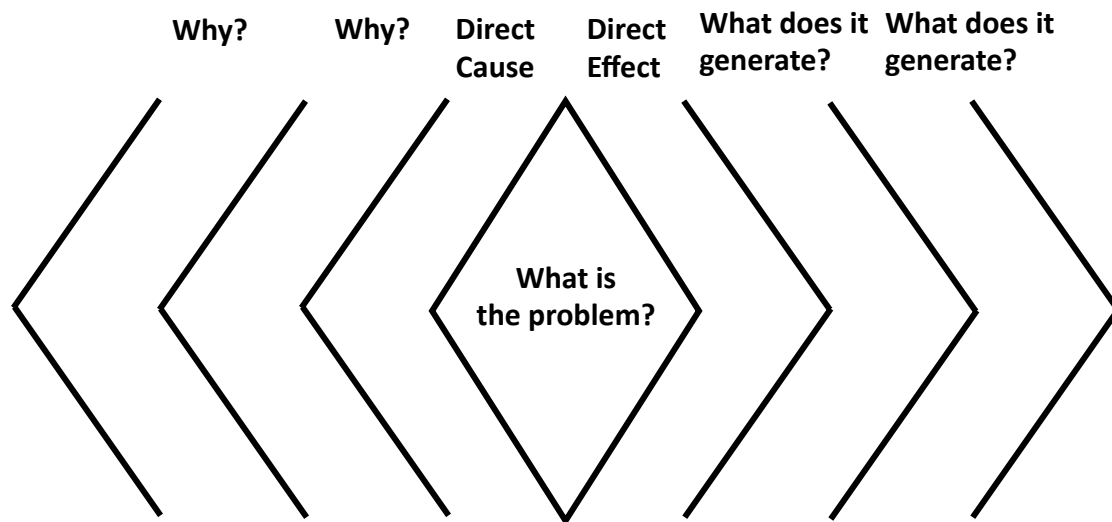 Why?
Why?
Direct
Cause
Direct
Effect
What does it
generate?
What does it
generate?
What is
the problem?